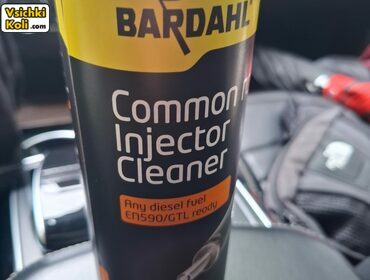 Vsichki
Koli.com
BARDAHL
Common
Injector
Cleaner
Any diesel fuel
EN590/GTL ready